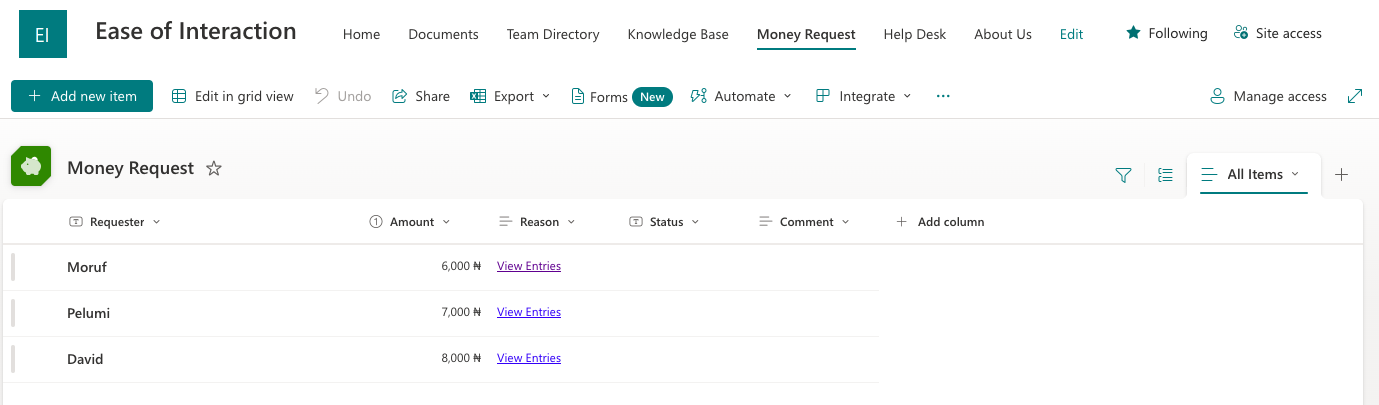 EI Ease of Interaction Home Documents Team Directory Knowledge Base Money Request Help Desk About Us Edit Following Site access
Add new item Edit in grid view Undo Share Export Forms New Automate Integrate ... Manage access
Money Request All Items
Requester 1 Amount Reason Status Comment Add column
Moruf 6,000 ₦ View Entries
Pelumi 7,000 ₦ View Entries
David 8,000 ₦ View Entries